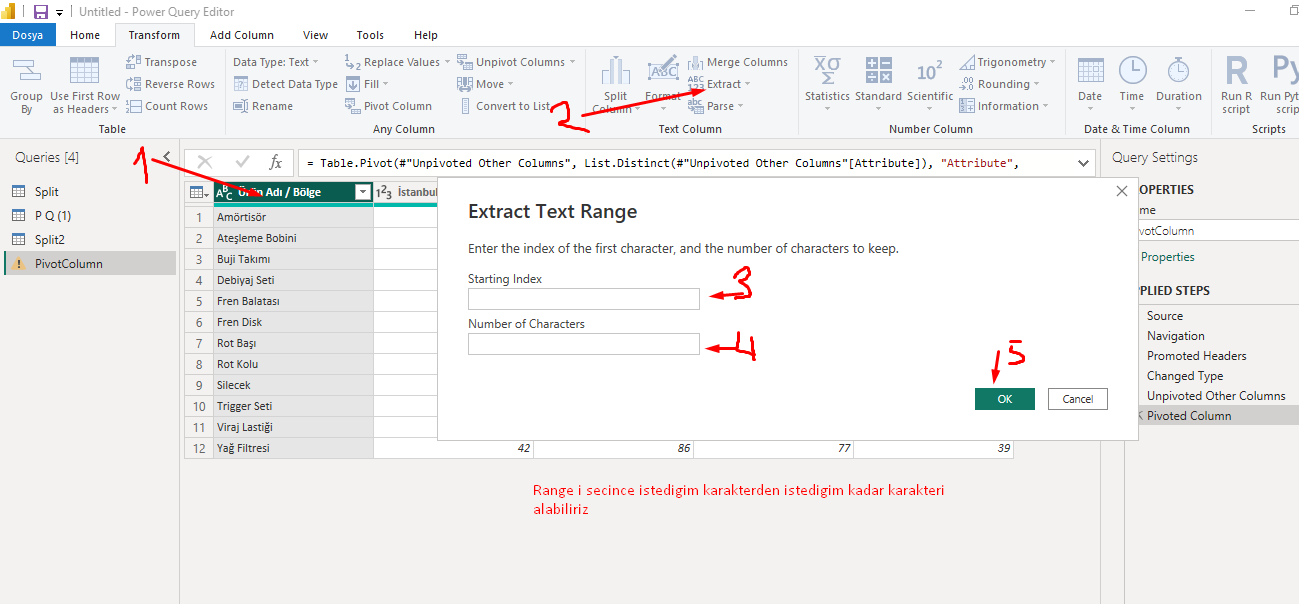 Untitled - Power Query Editor
Dosya Home Transform Add Column View Tools Help
Group By
Use First Row as Headers
Transpose
Reverse Rows
Count Rows
Table
Data Type: Text
Detect Data Type
Rename
Replace Values
Fill
Pivot Column
Unpivot Columns
Move
Convert to List
Any Column
Split Column
Format
Merge Columns
Extract
Parse
Text Column
Statistics
Standard
Scientific
Trigonometry
Rounding
Information
Number Column
Date
Time
Duration
Date & Time Column
R
Run R script
Py
Run Pyt
scrip
Scripts
1
2
Queries [4]
Split
P Q (1)
Split2
PivotColumn
fx
= Table.Pivot(#"Unpivoted Other Columns", List.Distinct(#"Unpivoted Other Columns"[Attribute]), "Attribute",
Ürün Adı / Bölge
İstanbul
1 Amörtisör
2 Ateşleme Bobini
3 Buji Takımı
4 Debiyaj Seti
5 Fren Balatası
6 Fren Disk
7 Rot Başı
8 Rot Kolu
9 Silecek
10 Trigger Seti
11 Viraj Lastiği
12 Yağ Filtresi 42 86 77 39
Extract Text Range
Enter the index of the first character, and the number of characters to keep.
Starting Index
3
Number of Characters
4
5
OK
Cancel
Range i secince istedigim karakterden istedigim kadar karakteri
alabiliriz
Query Settings
OPERTIES
me
votColumn
Properties
PLIED STEPS
Source
Navigation
Promoted Headers
Changed Type
Unpivoted Other Columns
Pivoted Column